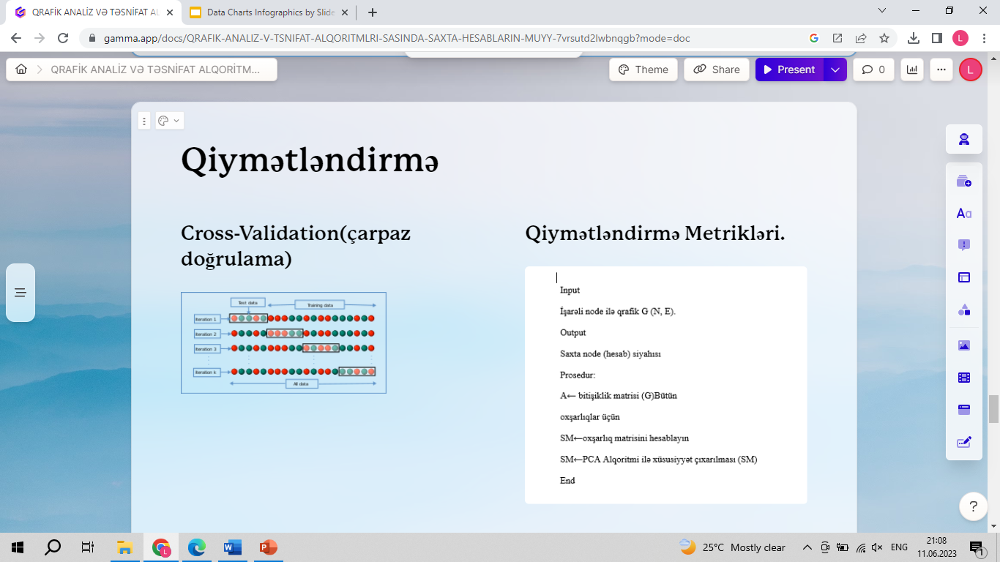 QRAFİK ANALİZ VƏ TƏSNİFAT AL
Data Charts Infographics by Slide
gamma.app/docs/QRAFIK-ANALIZ-V-TSNIFAT-ALQORITMLRI-SASINDA-SAXTA-HESABLARIN-MUYY-7vrsutd2lwbnqgb?mode=doc
L
QRAFİK ANALİZ VƏ TƏSNİFAT ALQORİTM...
Theme
Share
Present
0
L
Qiymətləndirmə
Cross-Validation(çarpaz
doğrulama)
Test data
Training data
Iteration 1
Iteration 2
Iteration 3
Iteration k
All data
Qiymətləndirmə Metrikləri.
Input
İşarəli node ilə qrafik G (N, E).
Output
Saxta node (hesab) siyahısı
Prosedur:
A← bitişiklik matrisi (G)Bütün
oxşarlıqlar üçün
SM←oxşarlıq matrisini hesablayın
SM←PCA Alqoritmi ilə xüsusiyyət çıxarılması (SM)
End
Aa
?
L
25°C Mostly clear
ENG
21:08
11.06.2023
1